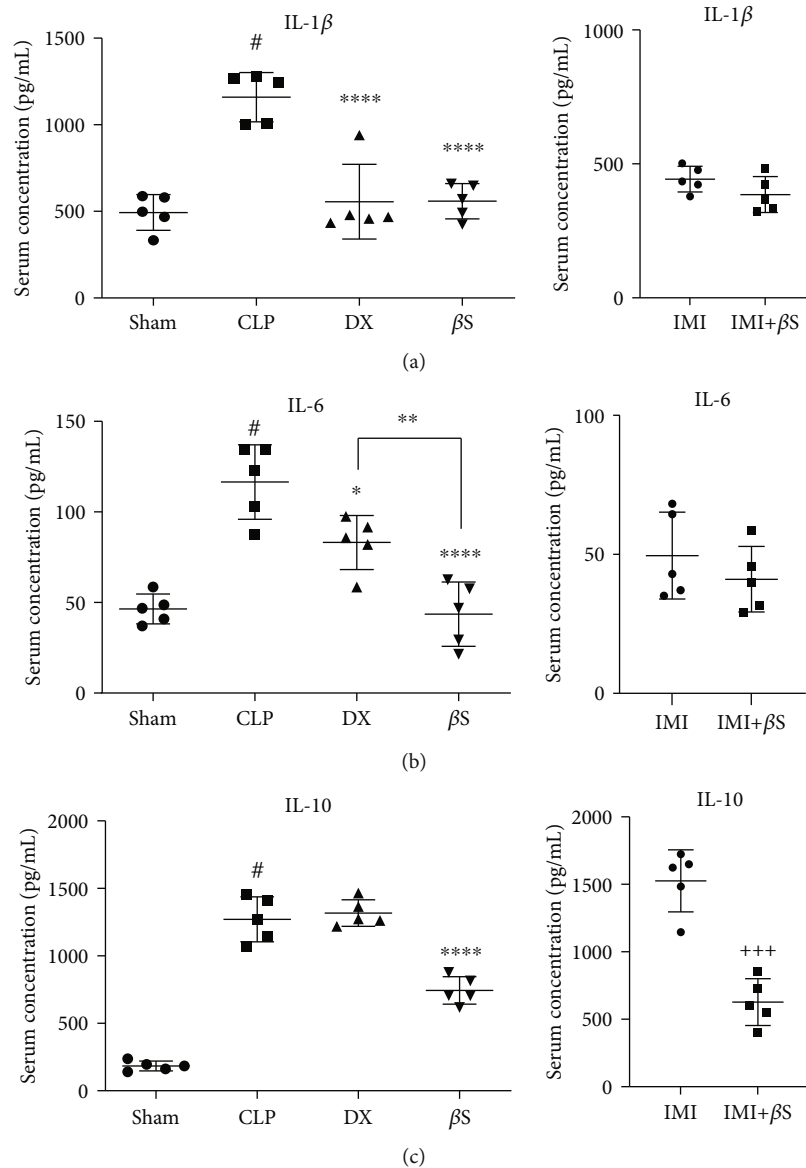 IL-1β
Serum concentration (pg/mL)
1500
1000
500
0
#
****
****
Sham CLP DX βS
IL-1β
Serum concentration (pg/mL)
1000
500
0
IMI IMI+βS
(a)
IL-6
Serum concentration (pg/mL)
150
100
50
0
#
**
*
****
Sham CLP DX βS
IL-6
Serum concentration (pg/mL)
100
50
0
IMI IMI+βS
(b)
IL-10
Serum concentration (pg/mL)
2000
1500
1000
500
0
#
****
Sham CLP DX βS
IL-10
Serum concentration (pg/mL)
2000
1500
1000
500
0
+++
IMI IMI+βS
(c)